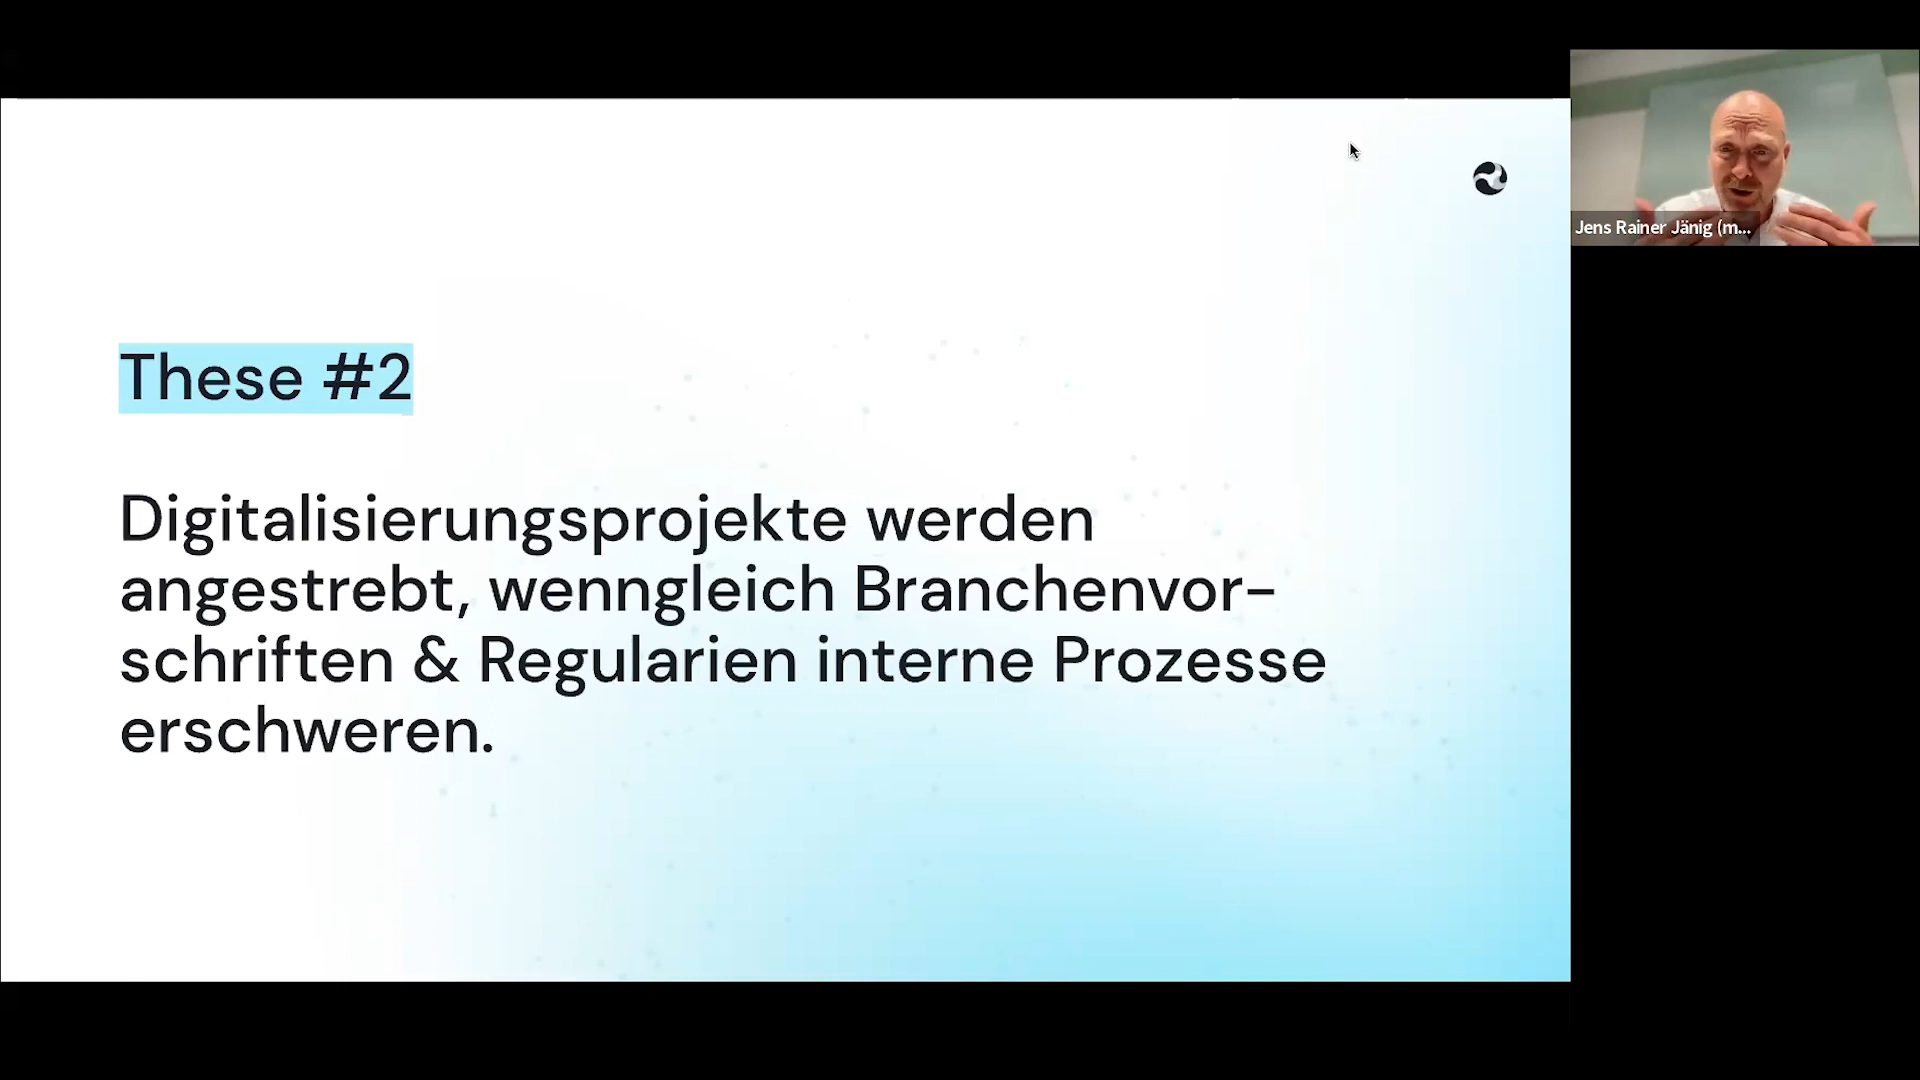 These #2
Digitalisierungsprojekte werden
angestrebt, wenngleich Branchenvor-
schriften & Regularien interne Prozesse
erschweren.
Jens Rainer Jänig (m...